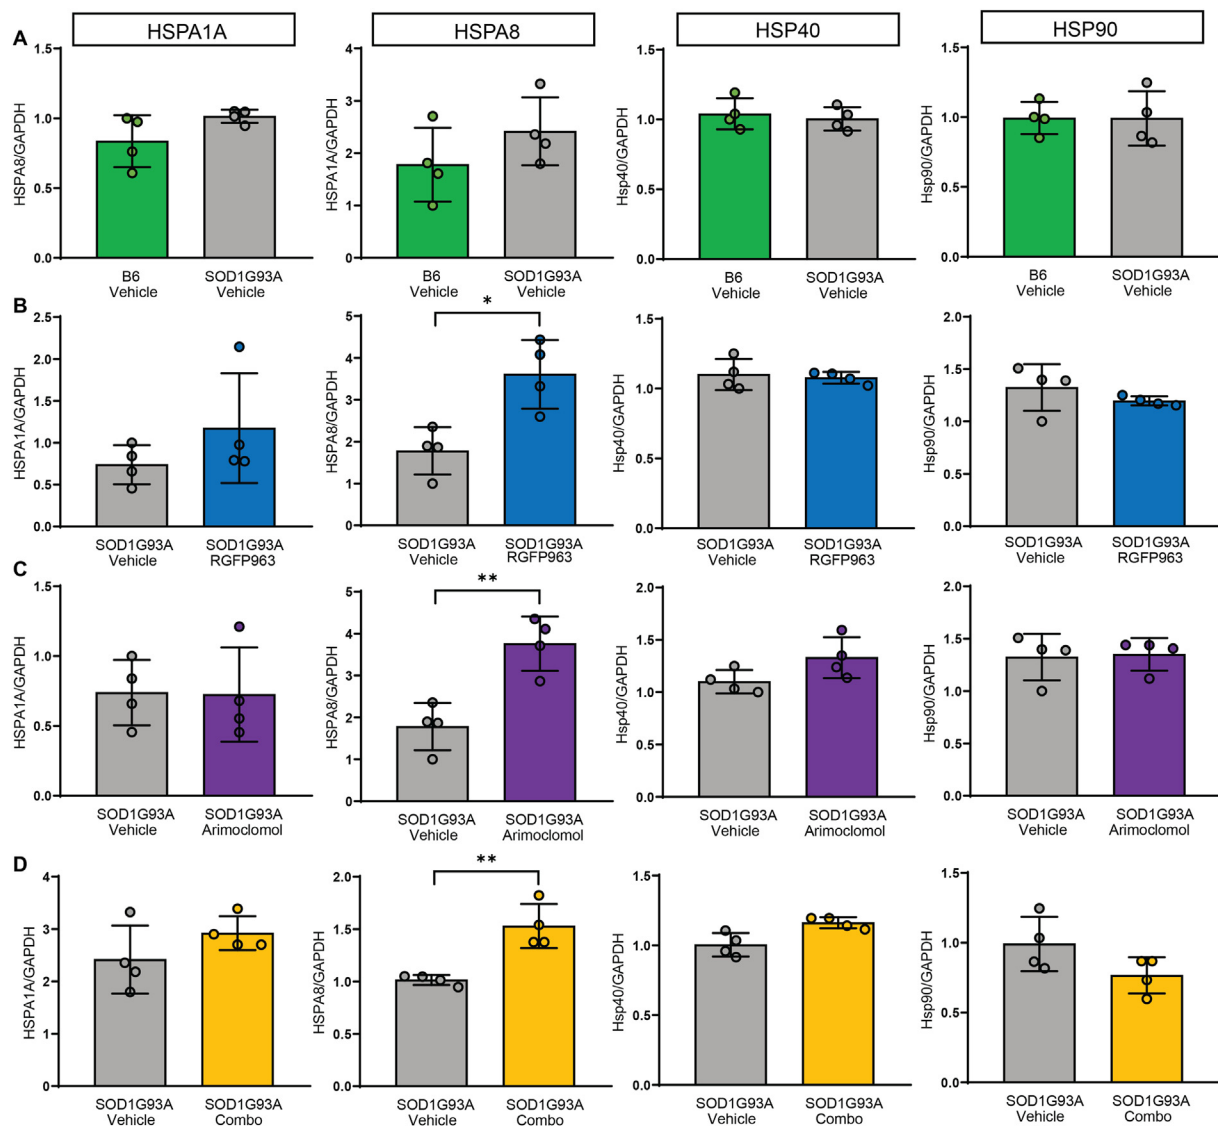 HSPA1A
HSPA8
HSP40
HSP90
A
HSPA8/GAPDH
1.5
1.0
0.5
0.0
B6
Vehicle
SOD1G93A
Vehicle
HSPA1A/GAPDH
4
3
2
1
0
B6
Vehicle
SOD1G93A
Vehicle
Hsp40/GAPDH
1.5
1.0
0.5
0.0
B6
Vehicle
SOD1G93A
Vehicle
Hsp90/GAPDH
1.5
1.0
0.5
0.0
B6
Vehicle
SOD1G93A
Vehicle
B
HSPA1A/GAPDH
2.5
2.0
1.5
1.0
0.5
0.0
SOD1G93A
Vehicle
SOD1G93A
RGFP963
HSPA8/GAPDH
*
5
4
3
2
1
0
SOD1G93A
Vehicle
SOD1G93A
RGFP963
Hsp40/GAPDH
1.5
1.0
0.5
0.0
SOD1G93A
Vehicle
SOD1G93A
RGFP963
Hsp90/GAPDH
2.0
1.5
1.0
0.5
0.0
SOD1G93A
Vehicle
SOD1G93A
RGFP963
C
HSPA1A/GAPDH
1.5
1.0
0.5
0.0
SOD1G93A
Vehicle
SOD1G93A
Arimoclomol
HSPA8/GAPDH
**
5
4
3
2
1
0
SOD1G93A
Vehicle
SOD1G93A
Arimoclomol
Hsp40/GAPDH
2.0
1.5
1.0
0.5
0.0
SOD1G93A
Vehicle
SOD1G93A
Arimoclomol
Hsp90/GAPDH
2.0
1.5
1.0
0.5
0.0
SOD1G93A
Vehicle
SOD1G93A
Arimoclomol
D
HSPA1A/GAPDH
4
3
2
1
0
SOD1G93A
Vehicle
SOD1G93A
Combo
HSPA8/GAPDH
**
2.0
1.5
1.0
0.5
0.0
SOD1G93A
Vehicle
SOD1G93A
Combo
Hsp40/GAPDH
1.5
1.0
0.5
0.0
SOD1G93A
Vehicle
SOD1G93A
Combo
Hsp90/GAPDH
1.5
1.0
0.5
0.0
SOD1G93A
Vehicle
SOD1G93A
Combo